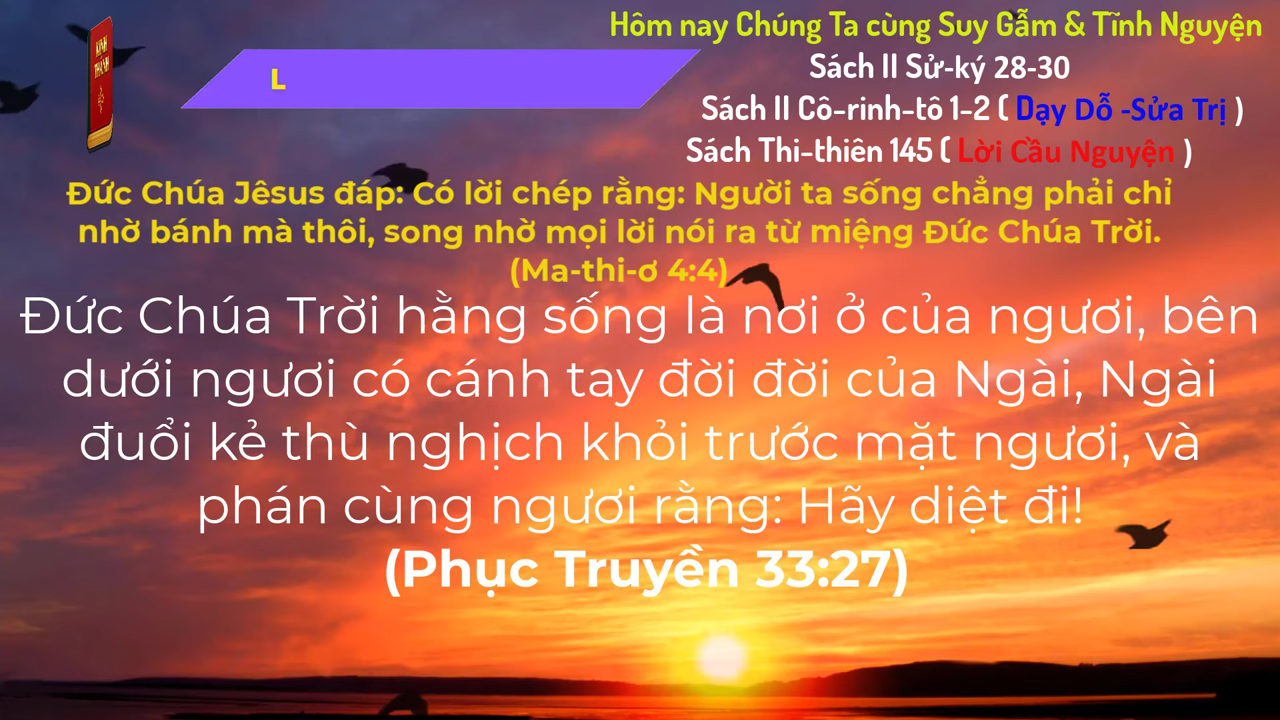 Hôm nay Chúng Ta cùng Suy Gẫm & Tĩnh Nguyện
Sách II Sử-ký 28-30
Sách II Cô-rinh-tô 1-2 ( Dạy Dỗ -Sửa Trị )
Sách Thi-thiên 145 ( Lời Cầu Nguyện )
KINH
THÁNH
L
Đức Chúa Jêsus đáp: Có lời chép rằng: Người ta sống chẳng phải chỉ
nhờ bánh mà thôi, song nhờ mọi lời nói ra từ miệng Đức Chúa Trời.
(Ma-thi-ơ 4:4)
Đức Chúa Trời hằng sống là nơi ở của ngươi, bên
dưới ngươi có cánh tay đời đời của Ngài, Ngài
đuổi kẻ thù nghịch khỏi trước mặt ngươi, và
phán cùng ngươi rằng: Hãy diệt đi!
(Phục Truyền 33:27)